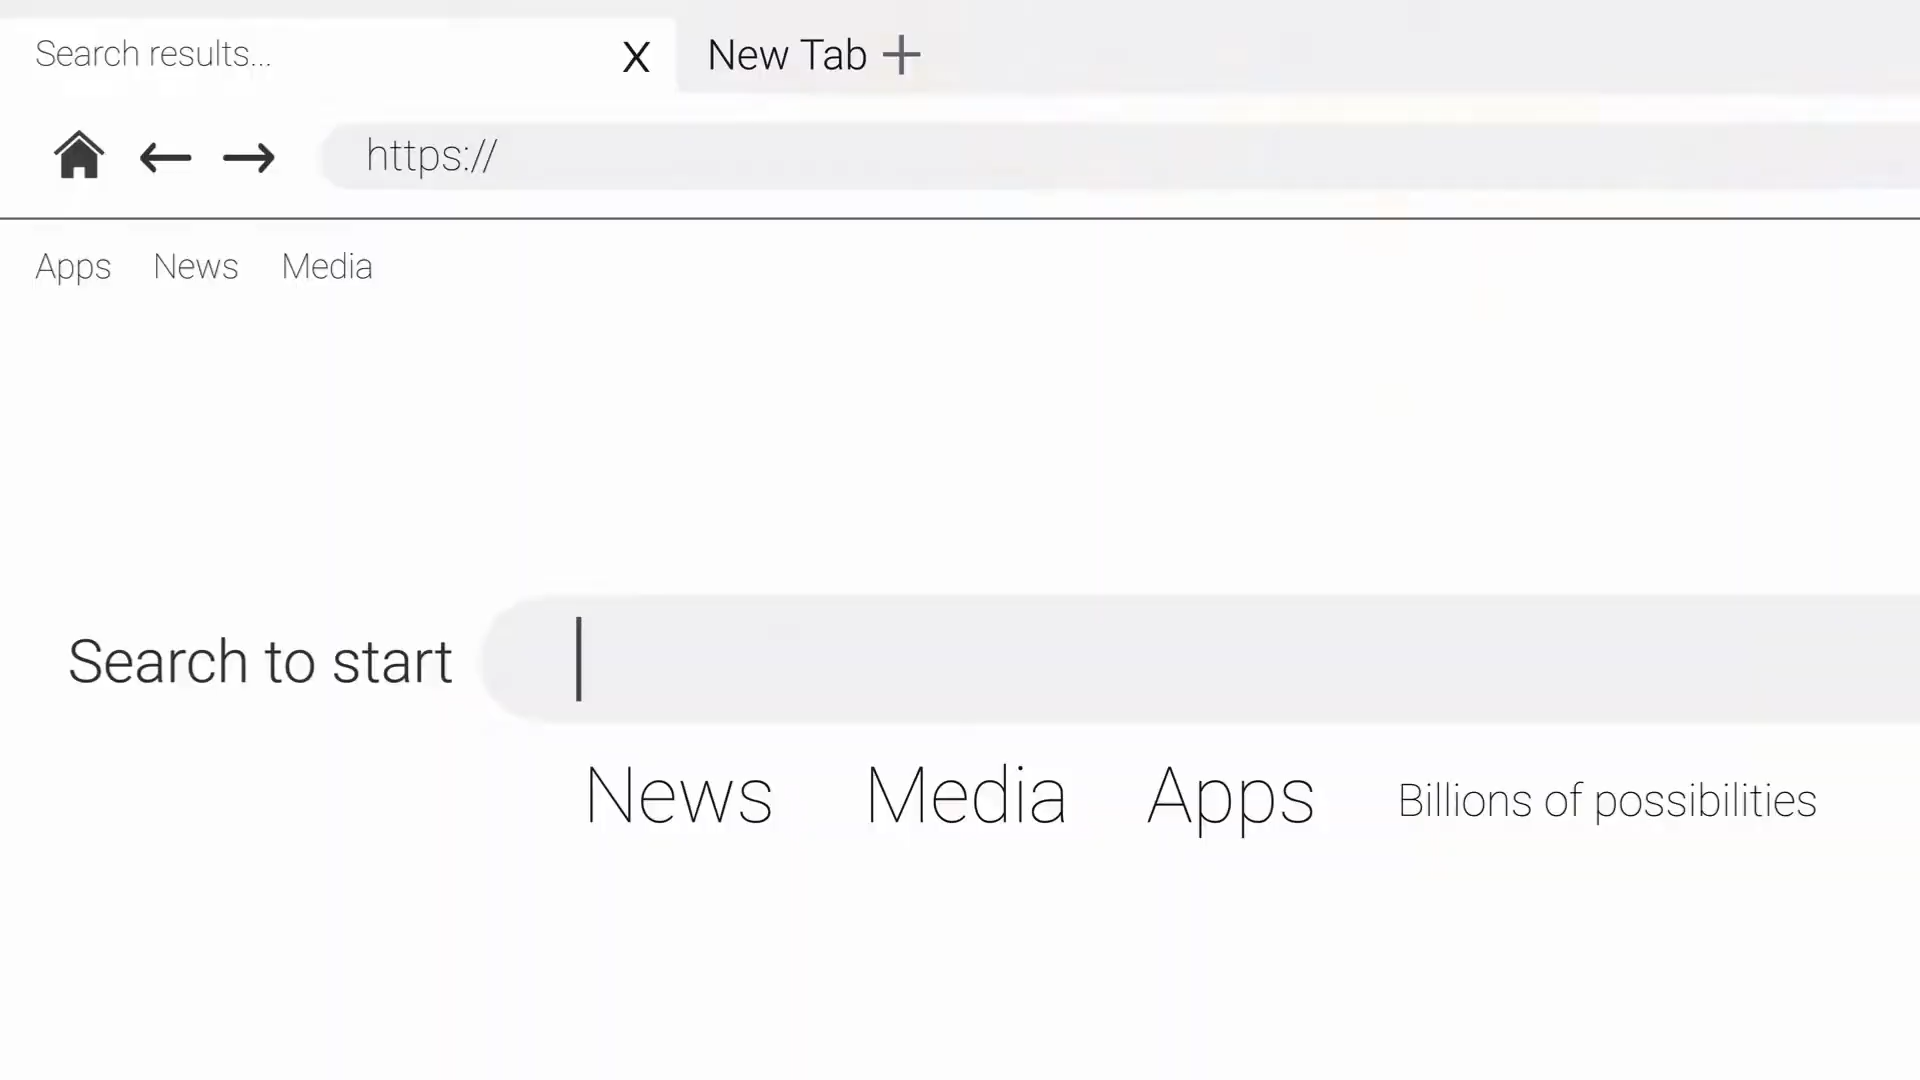 Search results... X New Tab +
https://
Apps News Media
Search to start
News Media Apps Billions of possibilities